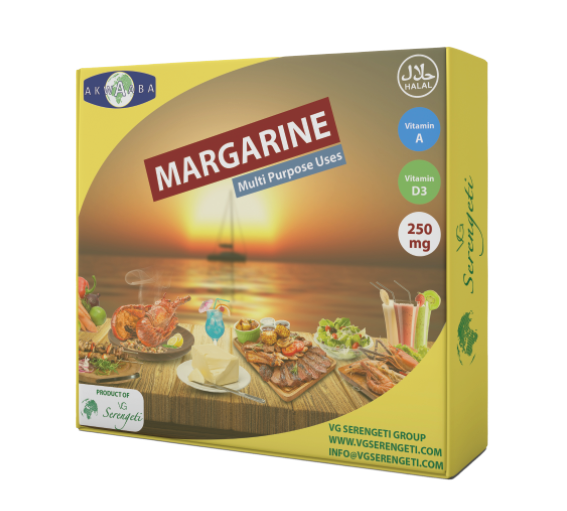 AKWAABA
حلال
HALAL
MARGARINE
Multi Purpose Uses
Vitamin
A
Vitamin
D3
250
mg
VG
Serengeti
PRODUCT OF
VG
Serengeti
VG SERENGETI GROUP
WWW.VGSERENGETI.COM
INFO@VGSERENGETI.COM